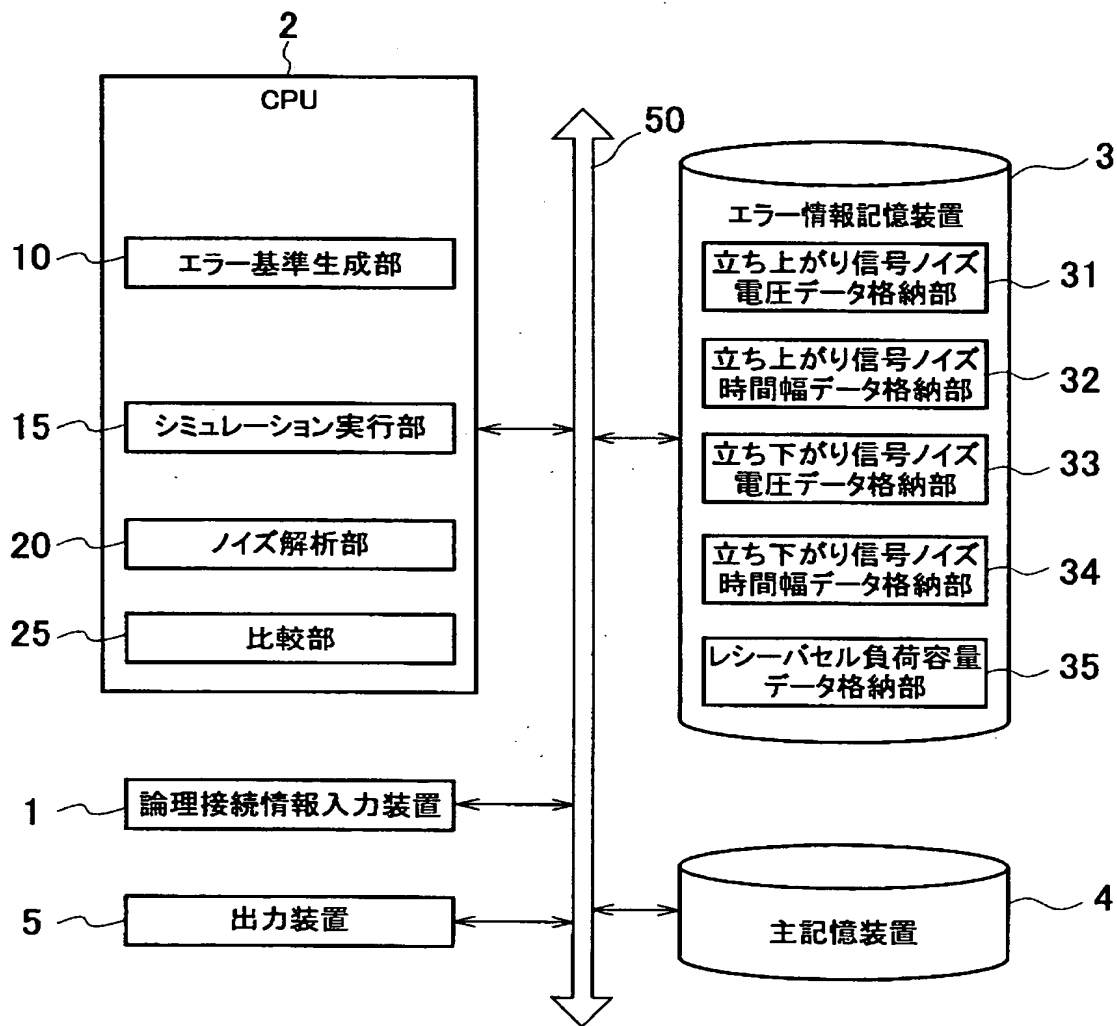 2
CPU
50
3
エラー情報記憶装置
10
エラー基準生成部
立ち上がり信号ノイズ
電圧データ格納部
31
立ち上がり信号ノイズ
時間幅データ格納部
32
15
シミュレーション実行部
立ち下がり信号ノイズ
電圧データ格納部
33
20
ノイズ解析部
立ち下がり信号ノイズ
時間幅データ格納部
34
25
比較部
レシーバセル負荷容量
データ格納部
35
1
論理接続情報入力装置
5
出力装置
4
主記憶装置